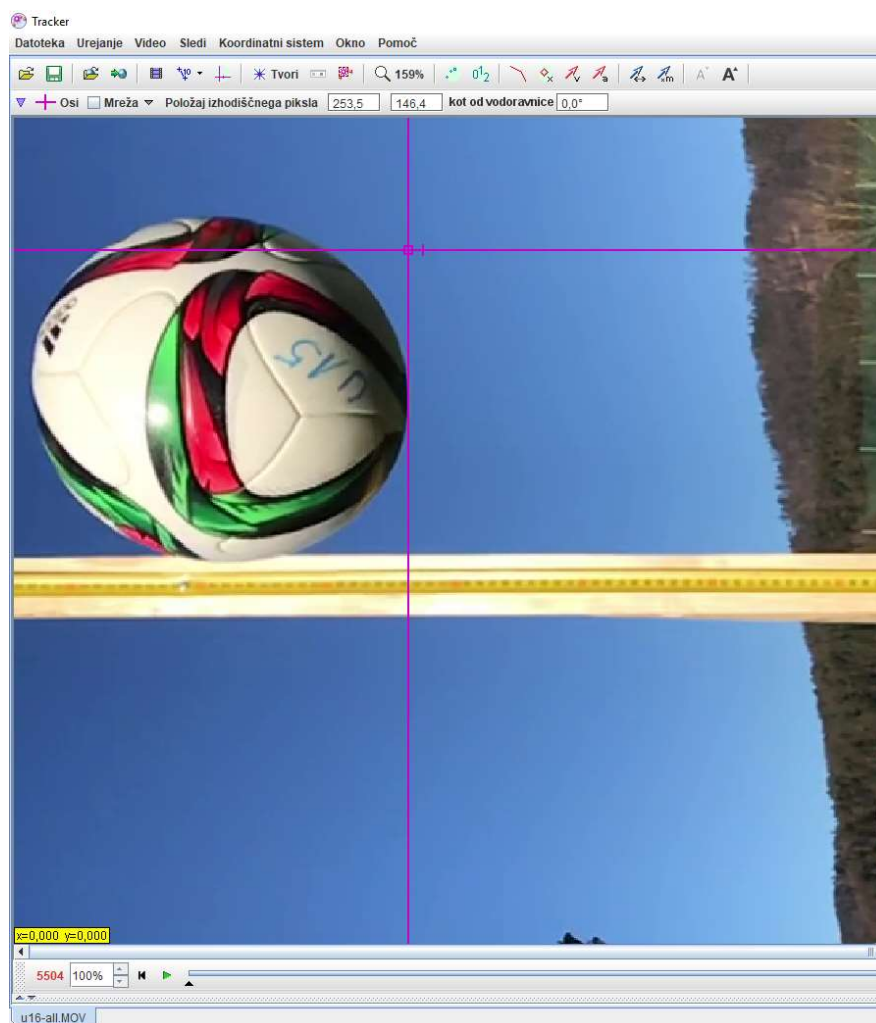 Tracker
Datoteka Urejanje Video Sledi Koordinatni sistem Okno Pomoč
Tvori 159%
Osi Mreža Položaj izhodiščnega piksla 253,5 146,4 kot od vodoravnice 0,0°
U15
x=0,000 y=0,000
5504 100%
u16-all.MOV